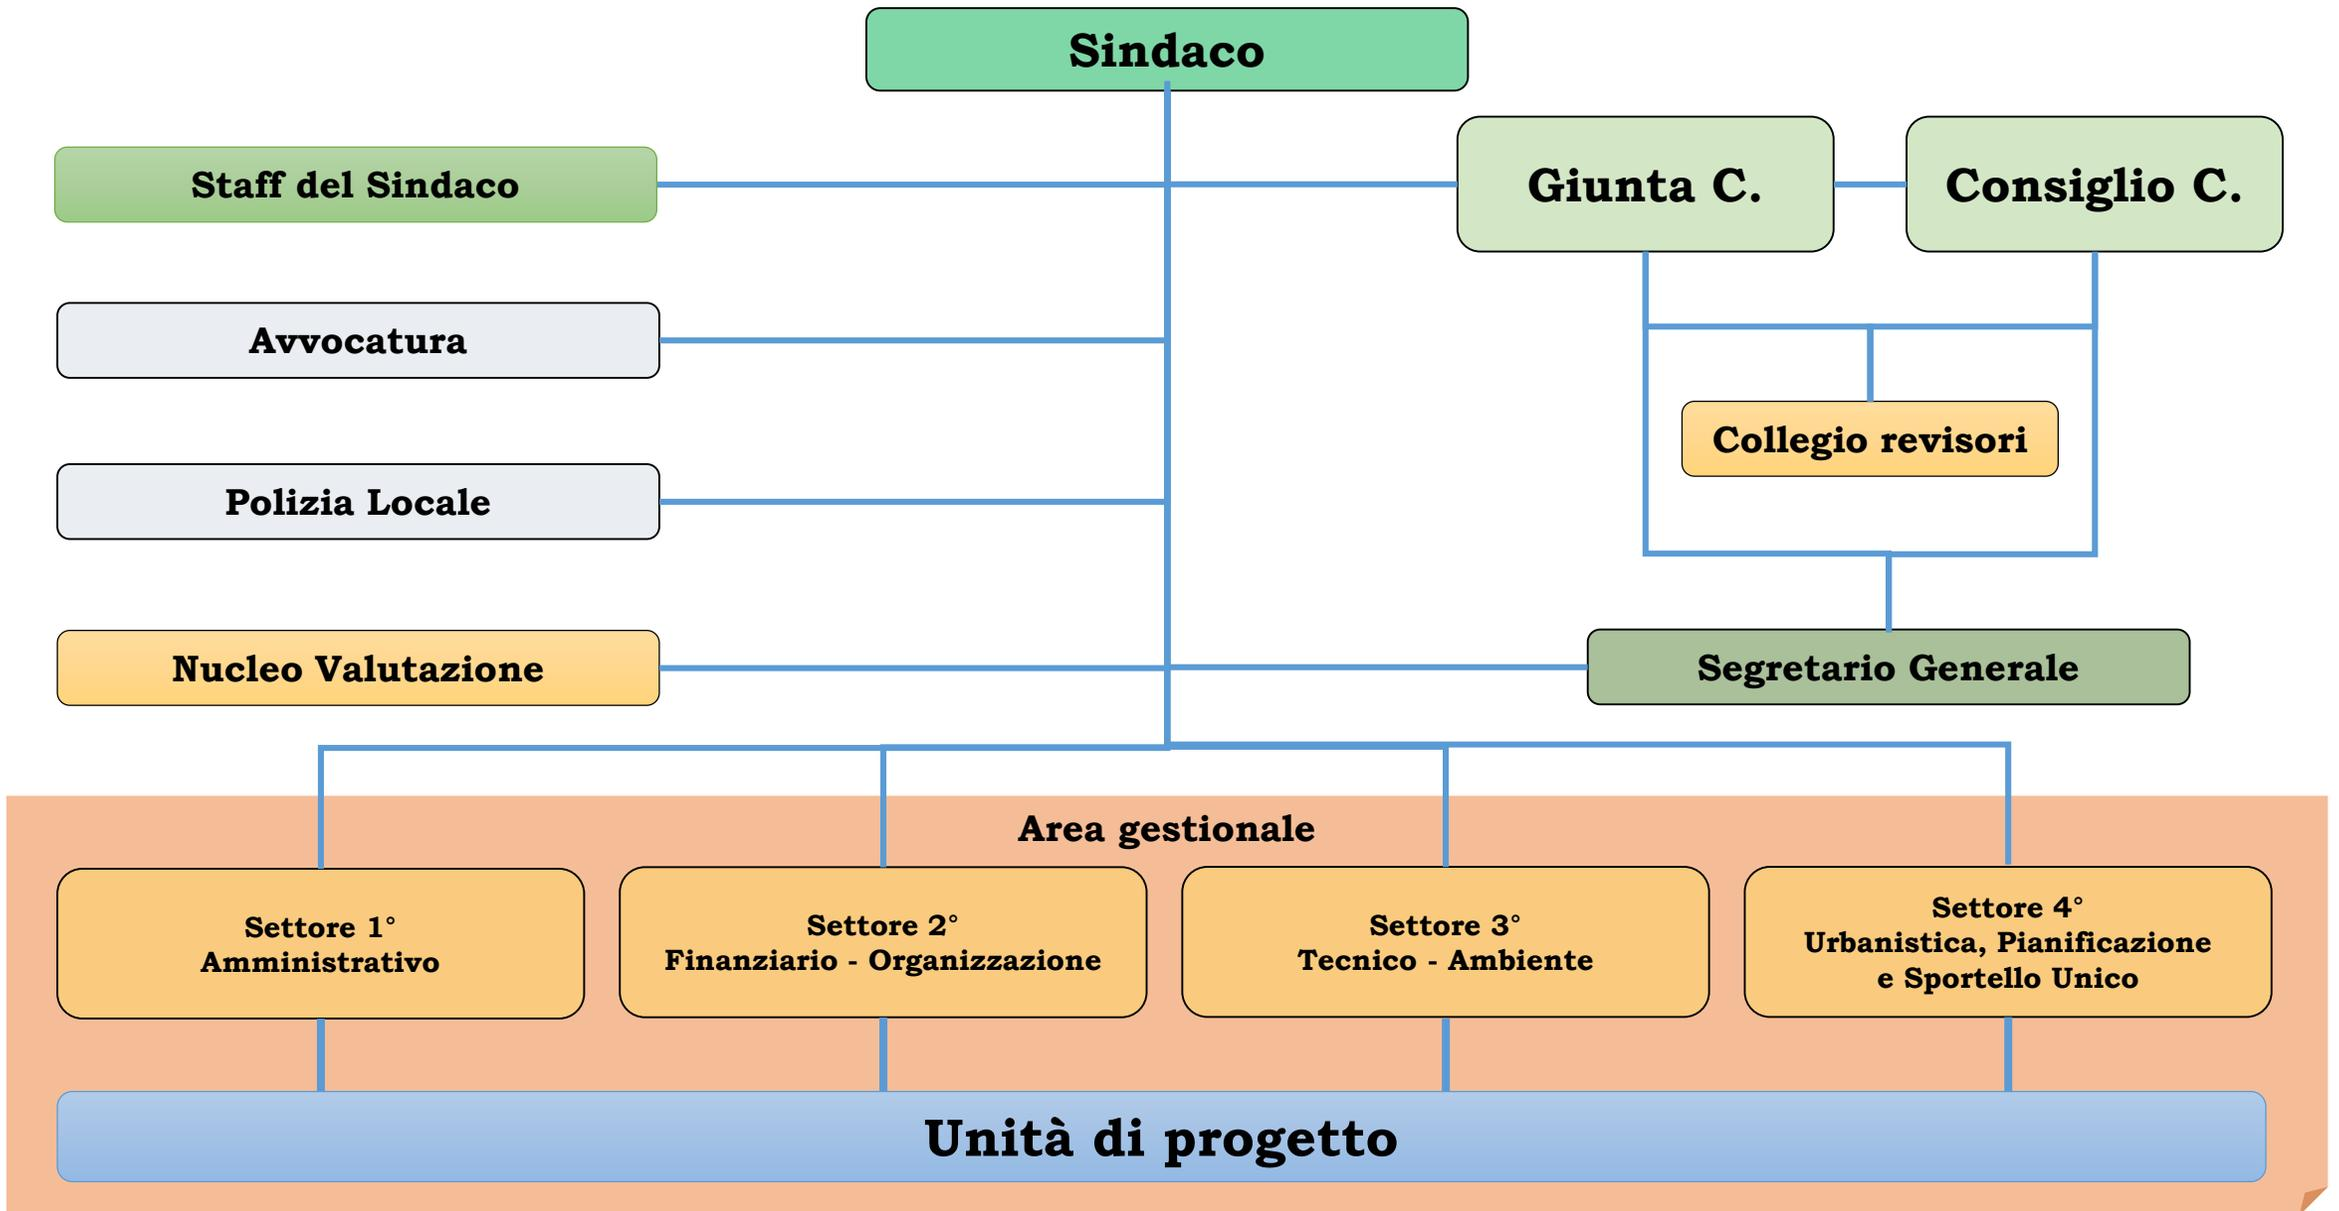 Sindaco
Staff del Sindaco
Giunta C.
Consiglio C.
Avvocatura
Collegio revisori
Polizia Locale
Nucleo Valutazione
Segretario Generale
Area gestionale
Settore 1°
Amministrativo
Settore 2°
Finanziario - Organizzazione
Settore 3°
Tecnico - Ambiente
Settore 4°
Urbanistica, Pianificazione
e Sportello Unico
Unità di progetto